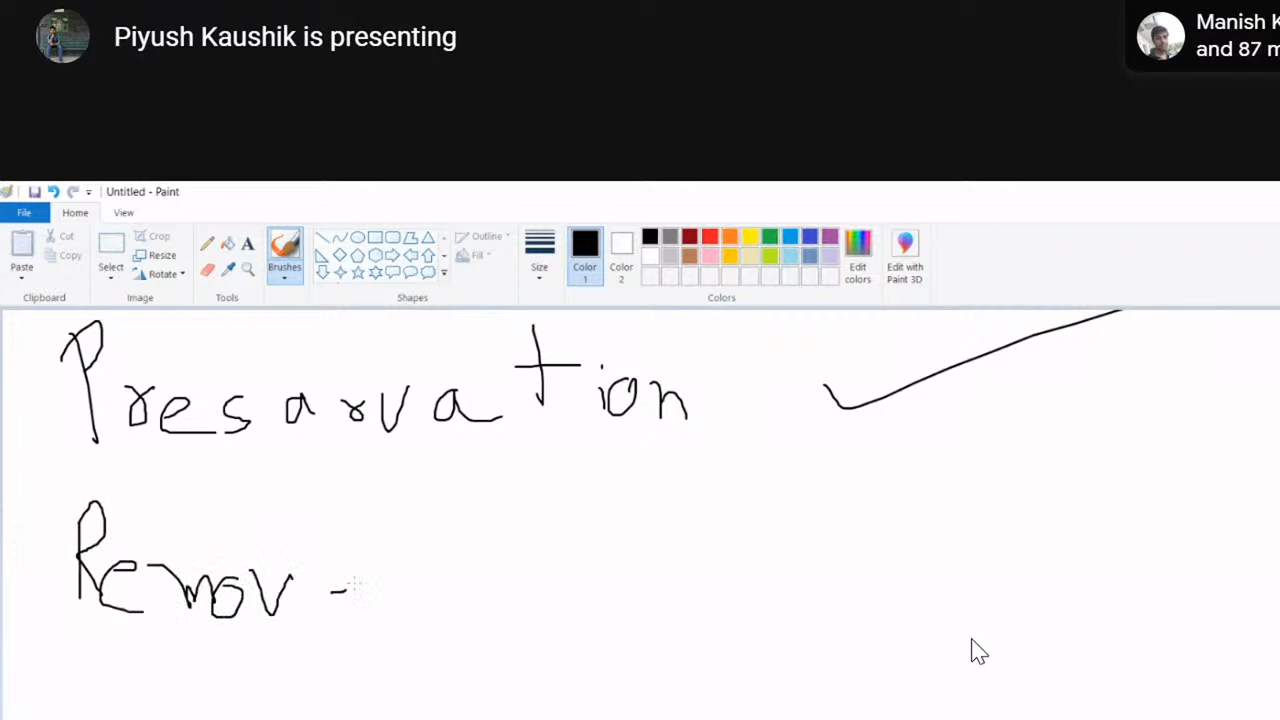 Piyush Kaushik is presenting
Manish K
and 87 m
Untitled - Paint
File Home View
Paste
Cut
Copy
Clipboard
Select
Crop
Resize
Rotate
Image
A
Tools
Brushes
Shapes
Outline
Fill
Size
Color 1
Color 2
Colors
Edit colors
Edit with Paint 3D
Presarvation
Remov